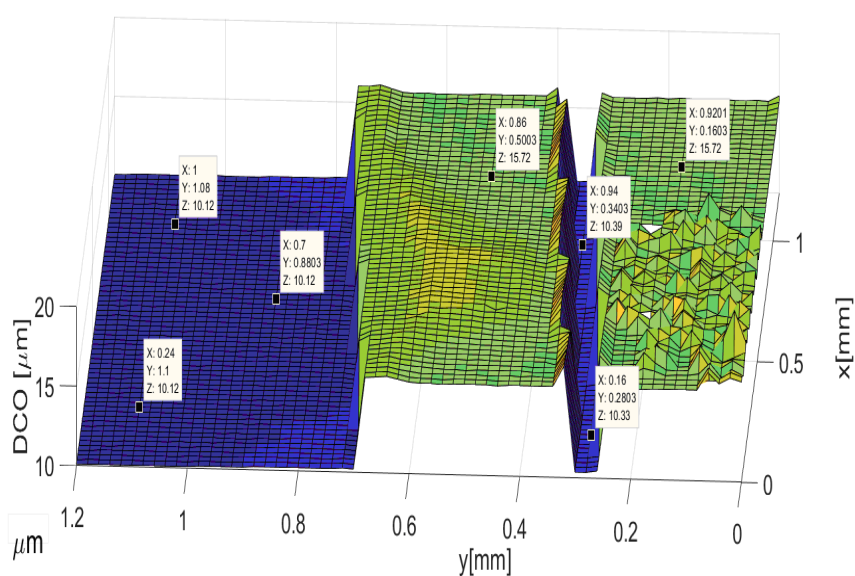 X: 0.86
Y: 0.5003
Z: 15.72
X: 0.9201
Y: 0.1603
Z: 15.72
X: 1
Y: 1.08
Z: 10.12
X: 0.94
Y: 0.3403
Z: 10.39
X: 0.7
Y: 0.8803
Z: 10.12
X: 0.24
Y: 1.1
Z: 10.12
X: 0.16
Y: 0.2803
Z: 10.33
20
15
10
DCO [μm]
1
0.5
0
x[mm]
1.2
1
0.8
0.6
0.4
0.2
0
μm
y[mm]